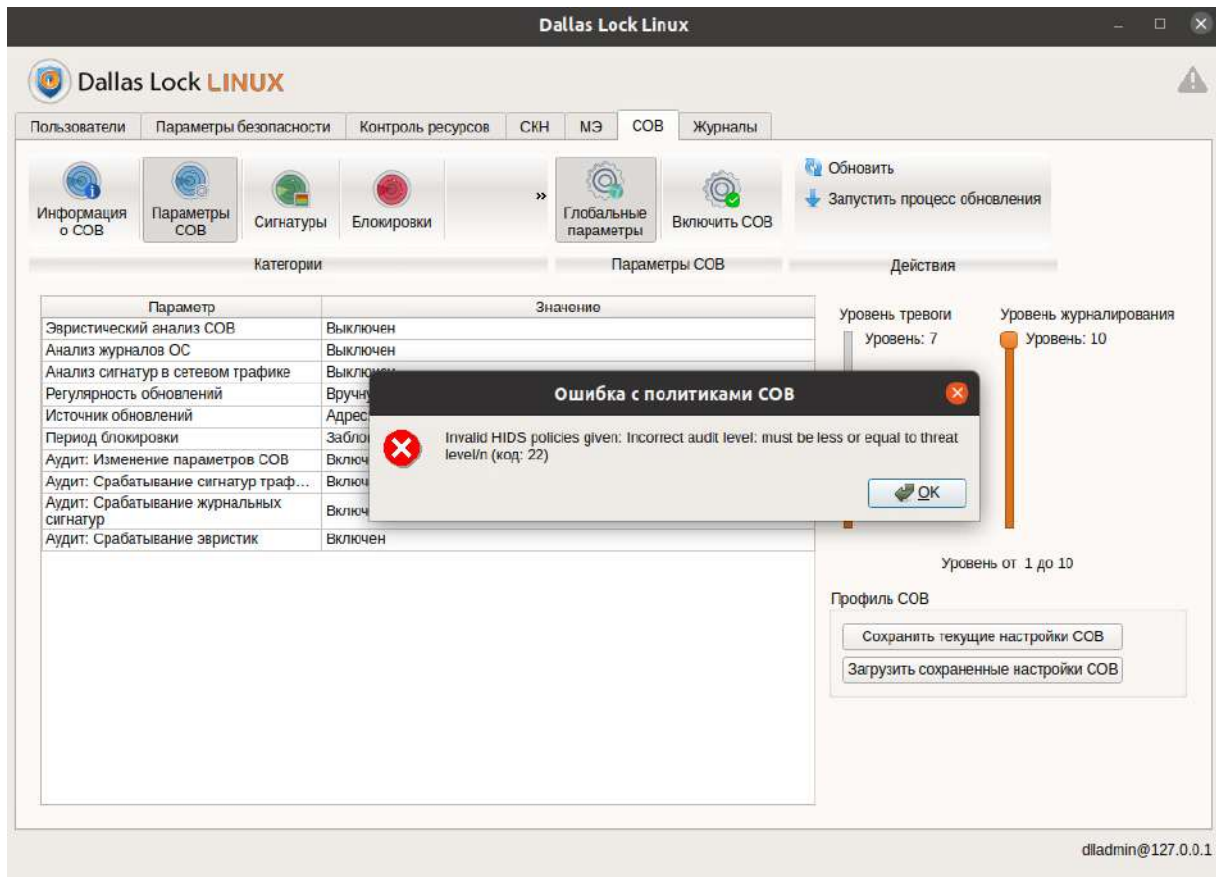 Dallas Lock Linux
Dallas Lock LINUX
Пользователи Параметры безопасности Контроль ресурсов СКН МЭ СОВ Журналы
Информация о СОВ
Параметры СОВ
Сигнатуры
Блокировки
»
Глобальные параметры
Включить СОВ
Обновить
Запустить процесс обновления
Категории
Параметры СОВ
Действия
Параметр Значение
Эвристический анализ СОВ Выключен
Анализ журналов ОС Выключен
Анализ сигнатур в сетевом трафике
Регулярность обновлений
Источник обновлений Адрес
Период блокировки
Аудит: Изменение параметров СОВ
Аудит: Срабатывание сигнатур траф...
Аудит: Срабатывание журнальных
сигнатур
Аудит: Срабатывание эвристик Включен
Уровень тревоги
Уровень: 7
Уровень журналирования
Уровень: 10
Ошибка с политиками СОВ
Invalid HIDS policies given: Incorrect audit level: must be less or equal to threat
level/n (код: 22)
OK
Уровень от 1 до 10
Профиль СОВ
Сохранить текущие настройки СОВ
Загрузить сохраненные настройки СОВ
dlladmin@127.0.0.1